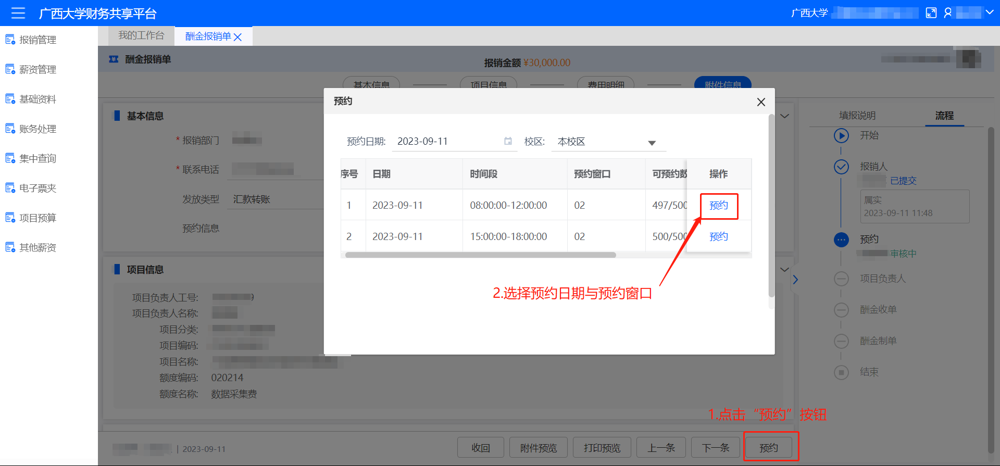 广西大学财务共享平台
广西大学
报销管理
薪资管理
基础资料
账务处理
集中查询
电子票夹
项目预算
其他薪资
我的工作台
酬金报销单
酬金报销单
报销金额 ¥30,000.00
基本信息
项目信息
费用明细
附件信息
基本信息
* 报销部门
* 联系电话
发放类型 汇款转账
预约信息
项目信息
项目负责人工号: 9
项目负责人名称:
项目分类:
项目编码:
项目名称:
额度编码: 020214
额度名称: 数据采集费
预约
预约日期: 2023-09-11 校区: 本校区
序号 日期 时间段 预约窗口 可预约数 操作
1 2023-09-11 08:00:00-12:00:00 02 497/500 预约
2 2023-09-11 15:00:00-18:00:00 02 500/500 预约
2.选择预约日期与预约窗口
填报说明 流程
开始
报销人
已提交
属实
2023-09-11 11:48
预约
审核中
项目负责人
酬金收单
酬金制单
结束
1.点击“预约”按钮
| 2023-09-11
收回 附件预览 打印预览 上一条 下一条 预约